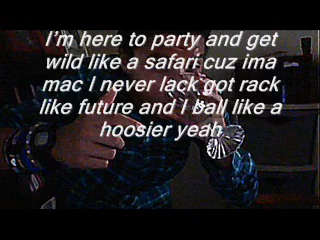 I'm here to party and get
wild like a safari cuz ima
mac I never lack got rack
like future and I ball like a
hoosier yeah